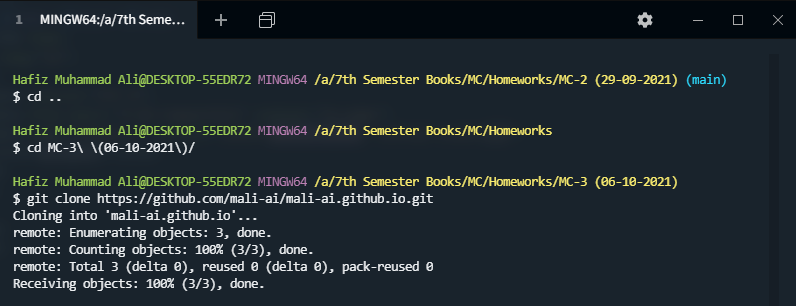 1 MINGW64:/a/7th Seme...
Hafiz Muhammad Ali@DESKTOP-55EDR72 MINGW64 /a/7th Semester Books/MC/Homeworks/MC-2 (29-09-2021) (main)
$ cd ..
Hafiz Muhammad Ali@DESKTOP-55EDR72 MINGW64 /a/7th Semester Books/MC/Homeworks
$ cd MC-3\ \(06-10-2021\)/
Hafiz Muhammad Ali@DESKTOP-55EDR72 MINGW64 /a/7th Semester Books/MC/Homeworks/MC-3 (06-10-2021)
$ git clone https://github.com/mali-ai/mali-ai.github.io.git
Cloning into 'mali-ai.github.io'...
remote: Enumerating objects: 3, done.
remote: Counting objects: 100% (3/3), done.
remote: Total 3 (delta 0), reused 0 (delta 0), pack-reused 0
Receiving objects: 100% (3/3), done.